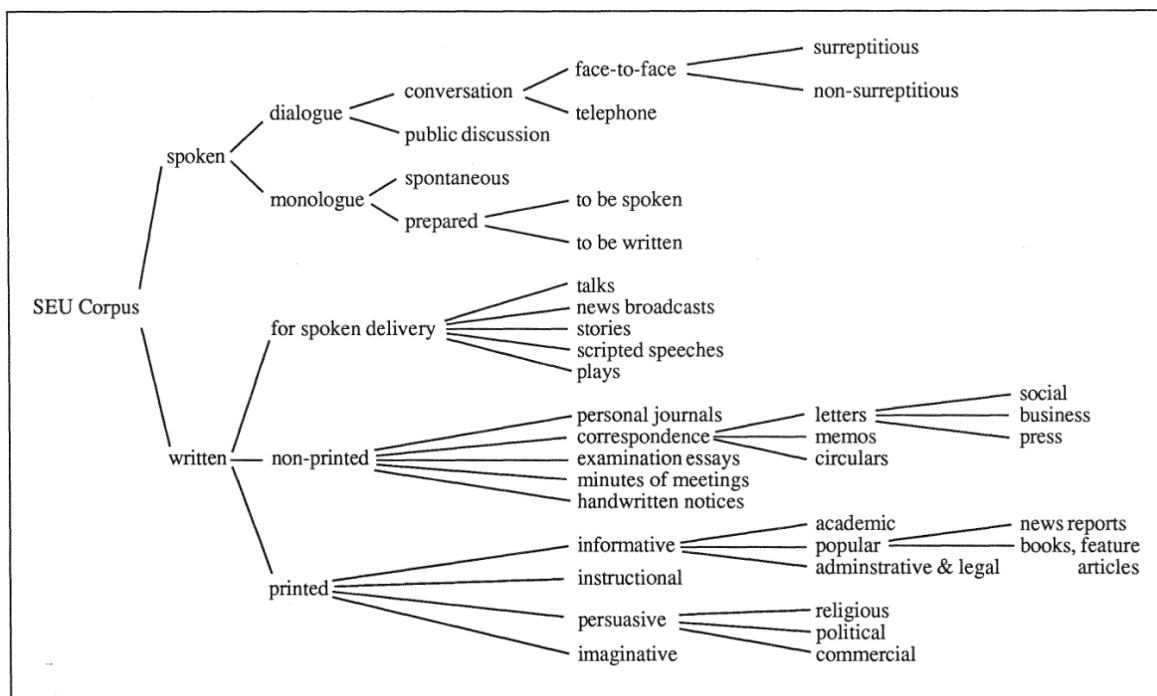 surreptitious
face-to-face
conversation
non-surreptitious
dialogue
telephone
public discussion
spoken
spontaneous
monologue
to be spoken
prepared
to be written
talks
SEU Corpus
news broadcasts
for spoken delivery
stories
scripted speeches
plays
social
personal journals
letters
business
correspondence
memos
press
written
non-printed
examination essays
circulars
minutes of meetings
handwritten notices
academic
news reports
informative
popular
books, feature
adminstrative & legal
articles
instructional
printed
religious
persuasive
political
imaginative
commercial